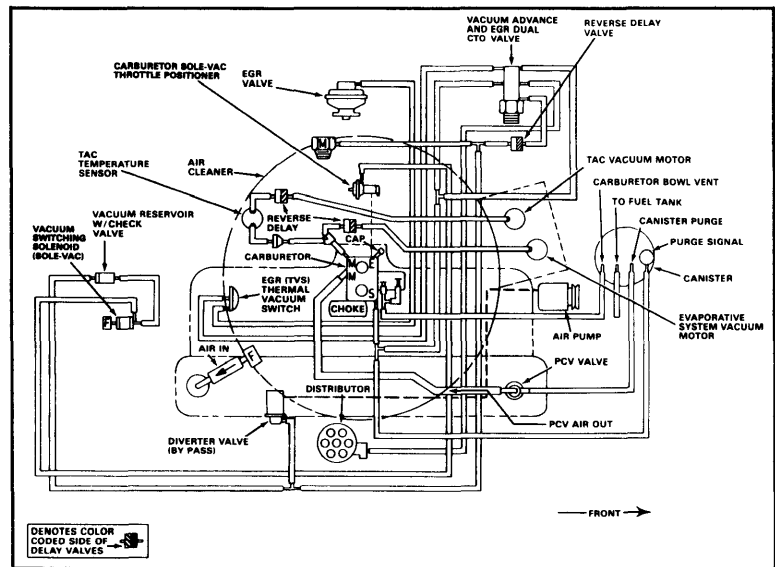 VACUUM ADVANCE
AND EGR DUAL
CTO VALVE
REVERSE DELAY
VALVE
CARBURETOR BOLE-VAC
THROTTLE POSITIONER
EGR
VALVE
M
TAC
TEMPERATURE
SENSOR
AIR
CLEANER
TAC VACUUM MOTOR
CARBURETOR BOWL VENT
TO FUEL TANK
CANISTER PURGE
PURGE SIGNAL
CANISTER
VACUUM
SWITCHING
SOLENOID
(BOLE-VAC)
VACUUM RESERVOIR
W/CHECK
VALVE
REVERSE
DELAY
CAP
CARBURETOR
M
M
E
S
CHOKE
F
EGR (TVS)
THERMAL
VACUUM
SWITCH
AIR PUMP
EVAPORATIVE
SYSTEM VACUUM
MOTOR
AIR IN
F
PCV VALVE
DISTRIBUTOR
DIVERTER VALVE
(BY PASS)
PCV AIR OUT
FRONT
DENOTES COLOR
CODED SIDE OF
DELAY VALVES